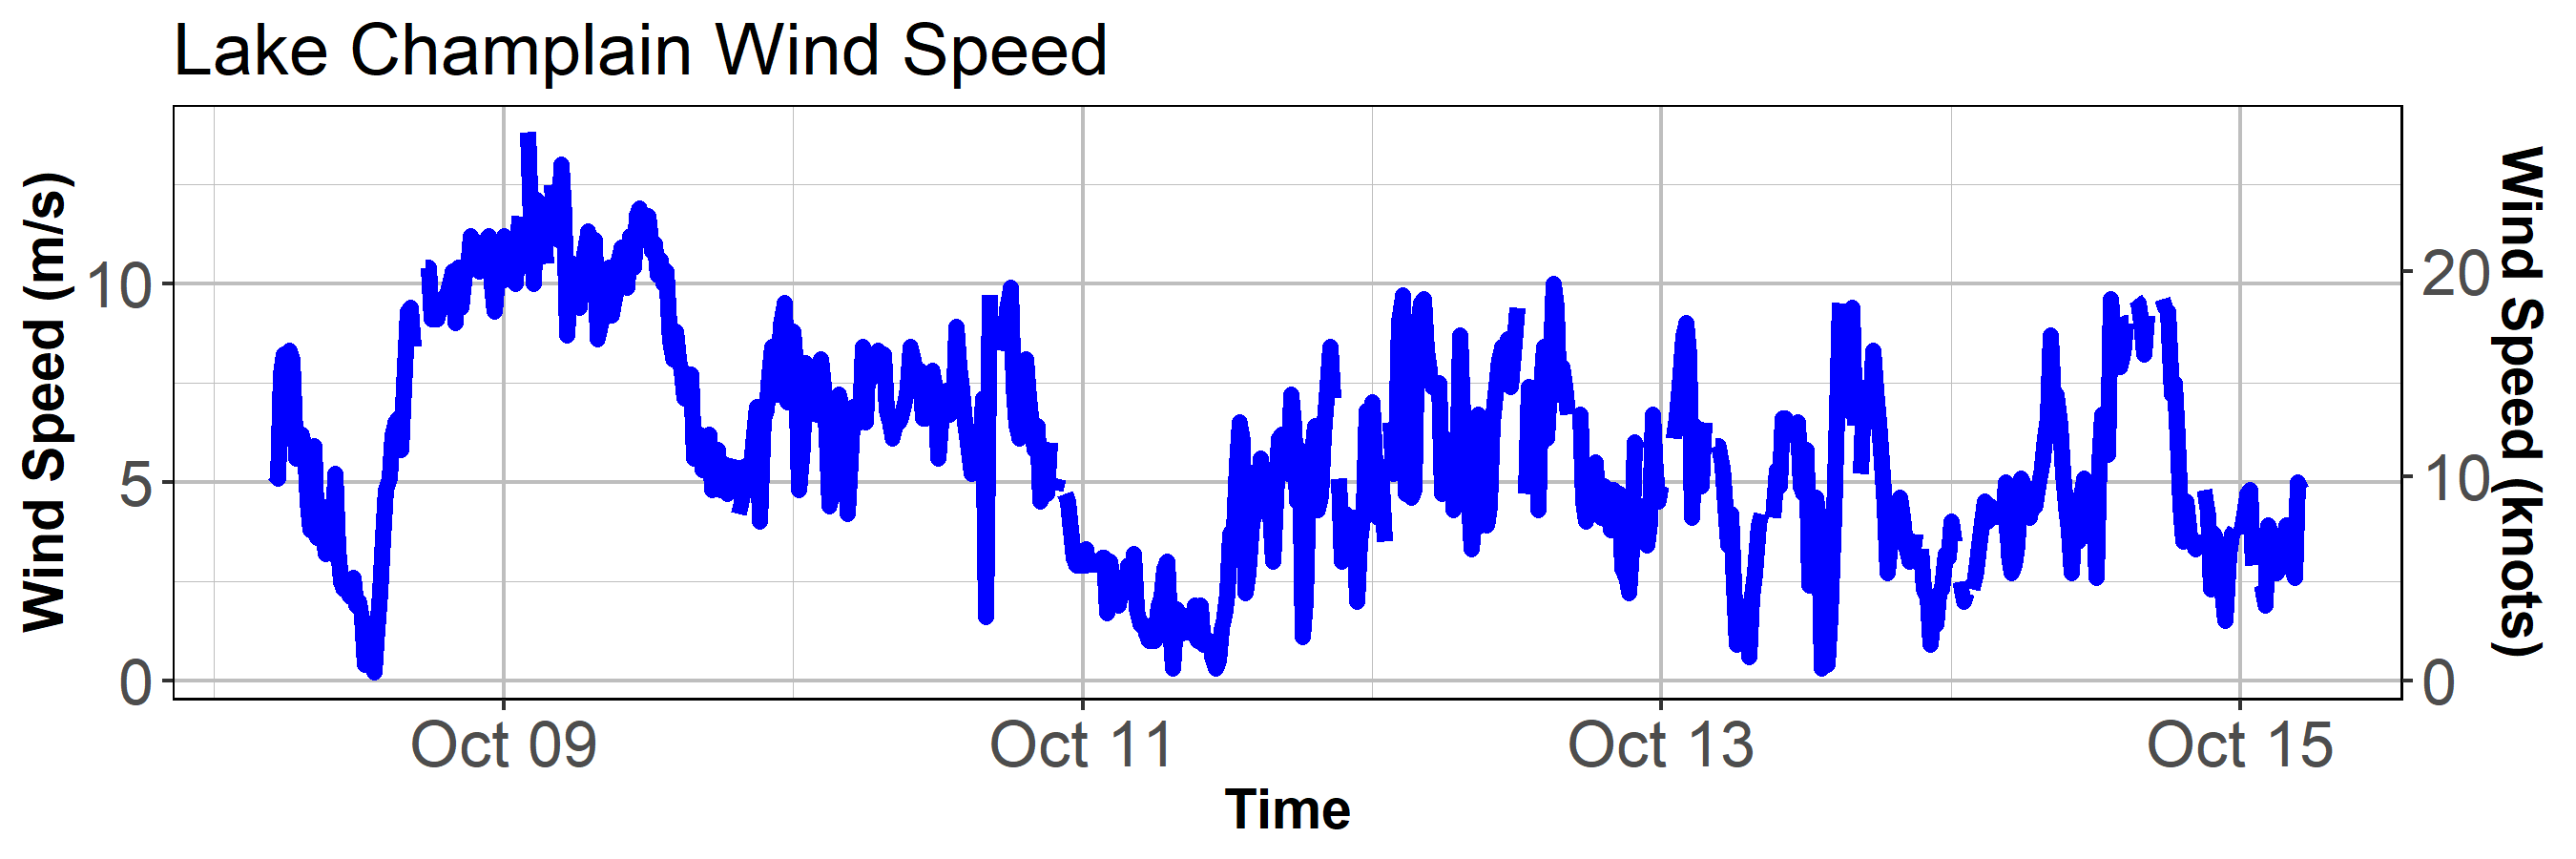 Lake Champlain Wind Speed
Wind Speed (m/s)
10
5
0
20
10
0
Wind Speed (knots)
Oct 09
Oct 11
Oct 13
Oct 15
Time